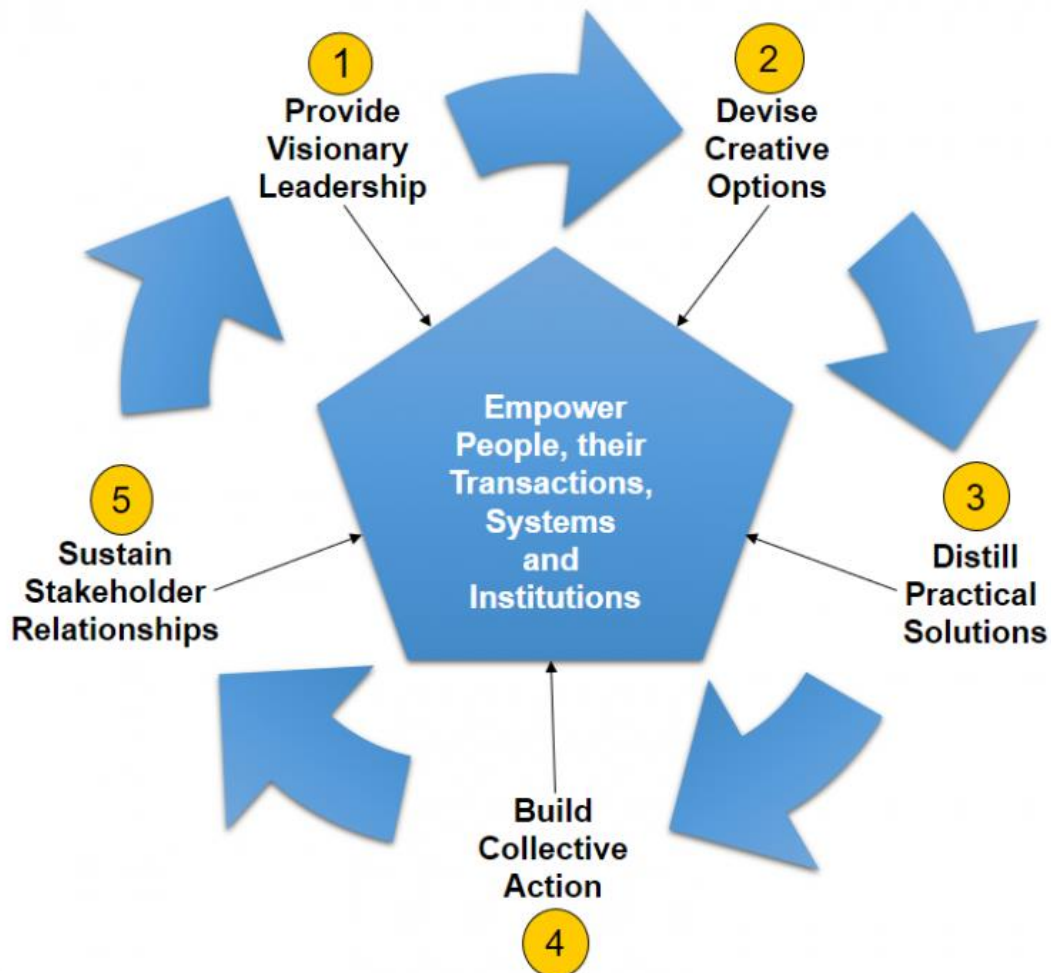 1
Provide
Visionary
Leadership
2
Devise
Creative
Options
3
Distill
Practical
Solutions
Build
Collective
Action
4
5
Sustain
Stakeholder
Relationships
Empower
People, their
Transactions,
Systems
and
Institutions